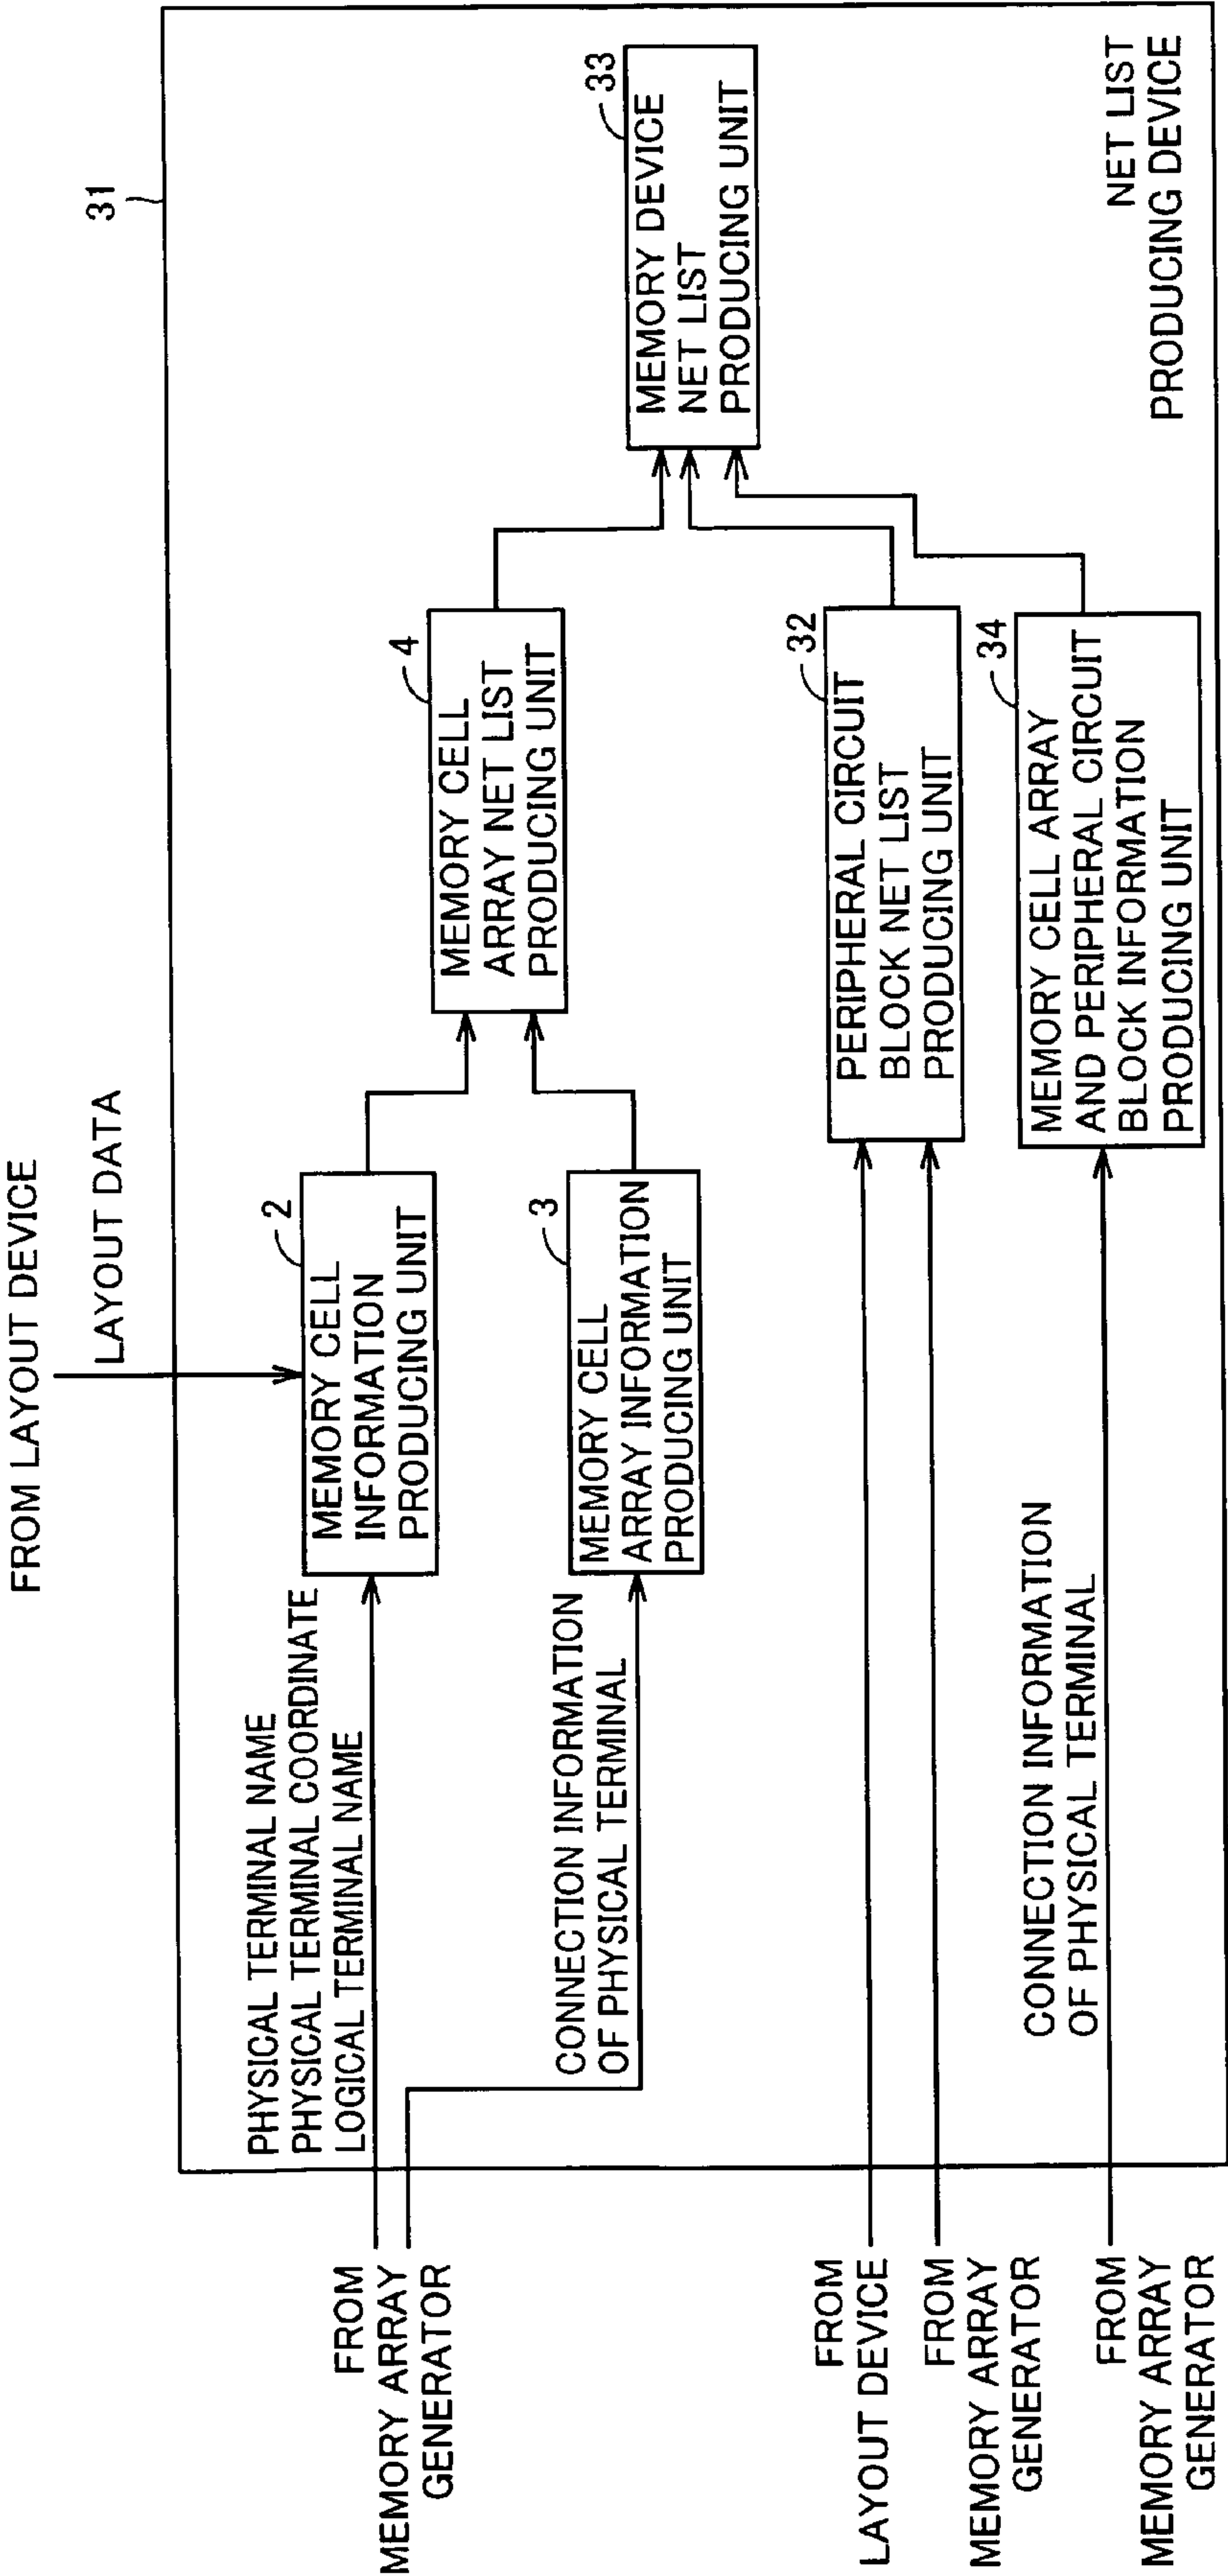 FROM LAYOUT DEVICE
LAYOUT DATA
31
FROM
MEMORY ARRAY
GENERATOR
PHYSICAL TERMINAL NAME
PHYSICAL TERMINAL COORDINATE
LOGICAL TERMINAL NAME
2
MEMORY CELL
INFORMATION
PRODUCING UNIT
4
MEMORY CELL
ARRAY NET LIST
PRODUCING UNIT
33
MEMORY DEVICE
NET LIST
PRODUCING UNIT
CONNECTION INFORMATION
OF PHYSICAL TERMINAL
3
MEMORY CELL
ARRAY INFORMATION
PRODUCING UNIT
FROM
LAYOUT DEVICE
FROM
MEMORY ARRAY
GENERATOR
32
PERIPHERAL CIRCUIT
BLOCK NET LIST
PRODUCING UNIT
FROM
MEMORY ARRAY
GENERATOR
CONNECTION INFORMATION
OF PHYSICAL TERMINAL
34
MEMORY CELL ARRAY
AND PERIPHERAL CIRCUIT
BLOCK INFORMATION
PRODUCING UNIT
NET LIST
PRODUCING DEVICE